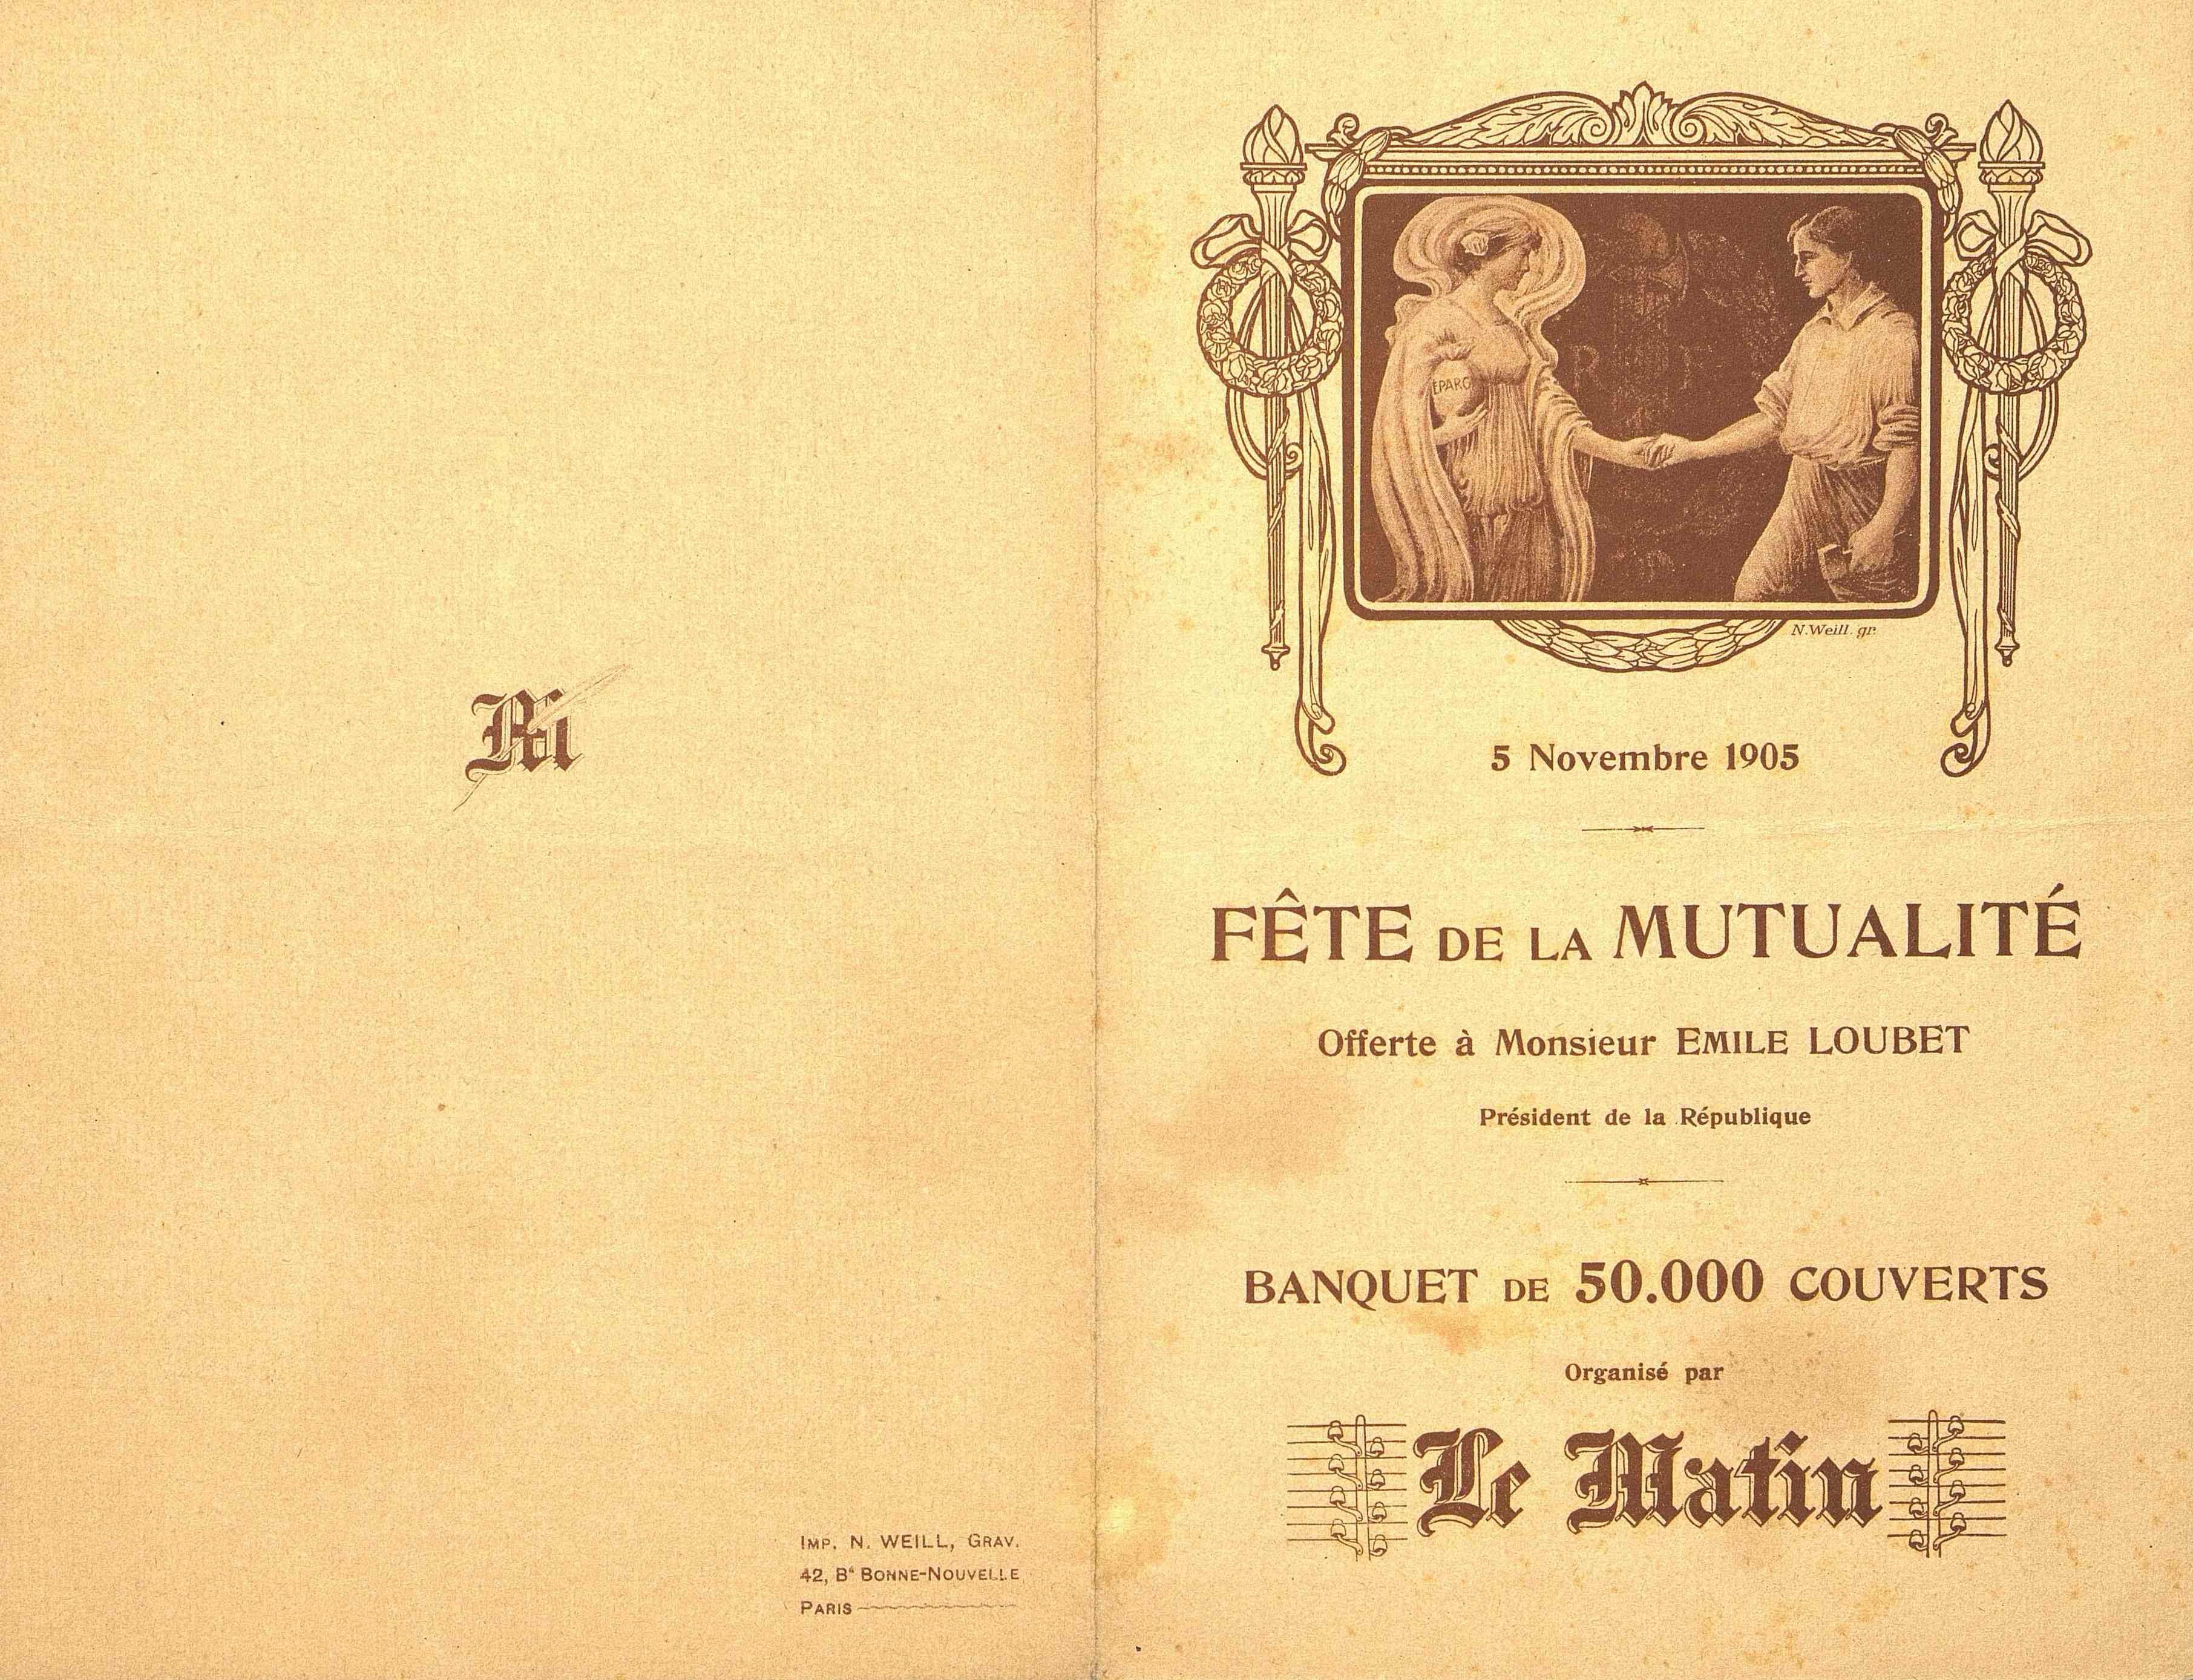 IMP. N. WEILL, GRAV.
42, Bd BONNE-NOUVELLE
PARIS
ÉPARG
R F
N. Weill. gr.
5 Novembre 1905
FÊTE DE LA MUTUALITÉ
Offerte à Monsieur EMILE LOUBET
Président de la République
BANQUET DE 50.000 COUVERTS
Organisé par
Le Matin